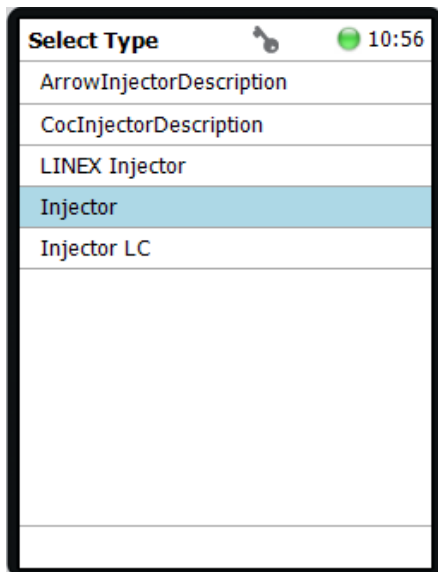 Select Type 10:56
ArrowInjectorDescription
CocInjectorDescription
LINEX Injector
Injector
Injector LC